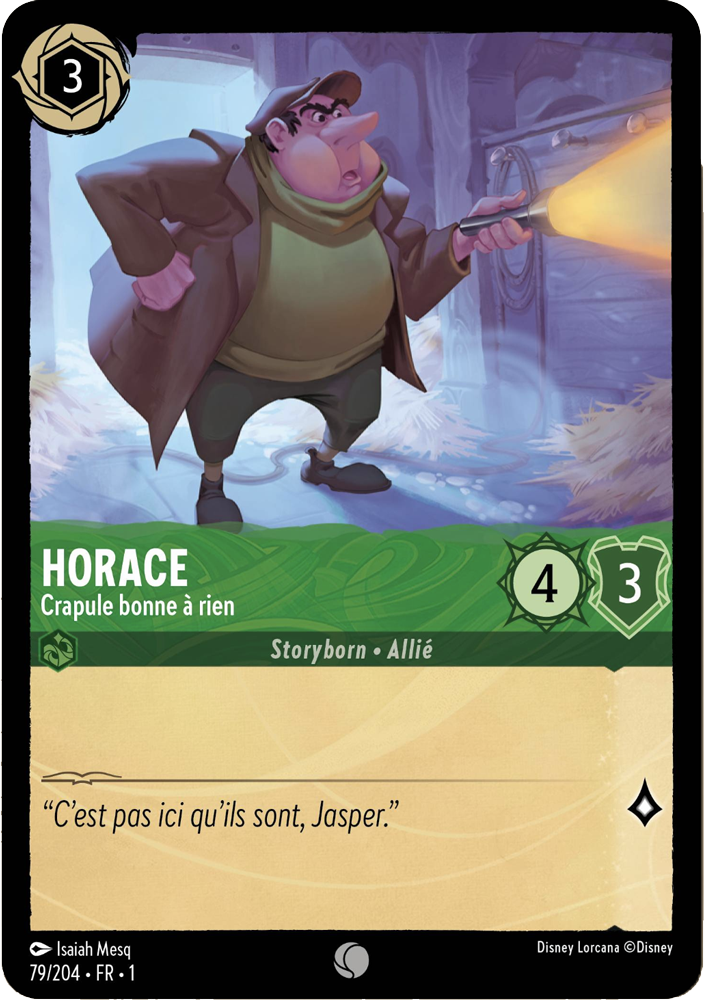 3
HORACE
Crapule bonne à rien
4
3
Storyborn • Allié
“C’est pas ici qu’ils sont, Jasper.”
Isaiah Mesq
Disney Lorcana ©Disney
79/204 • FR • 1